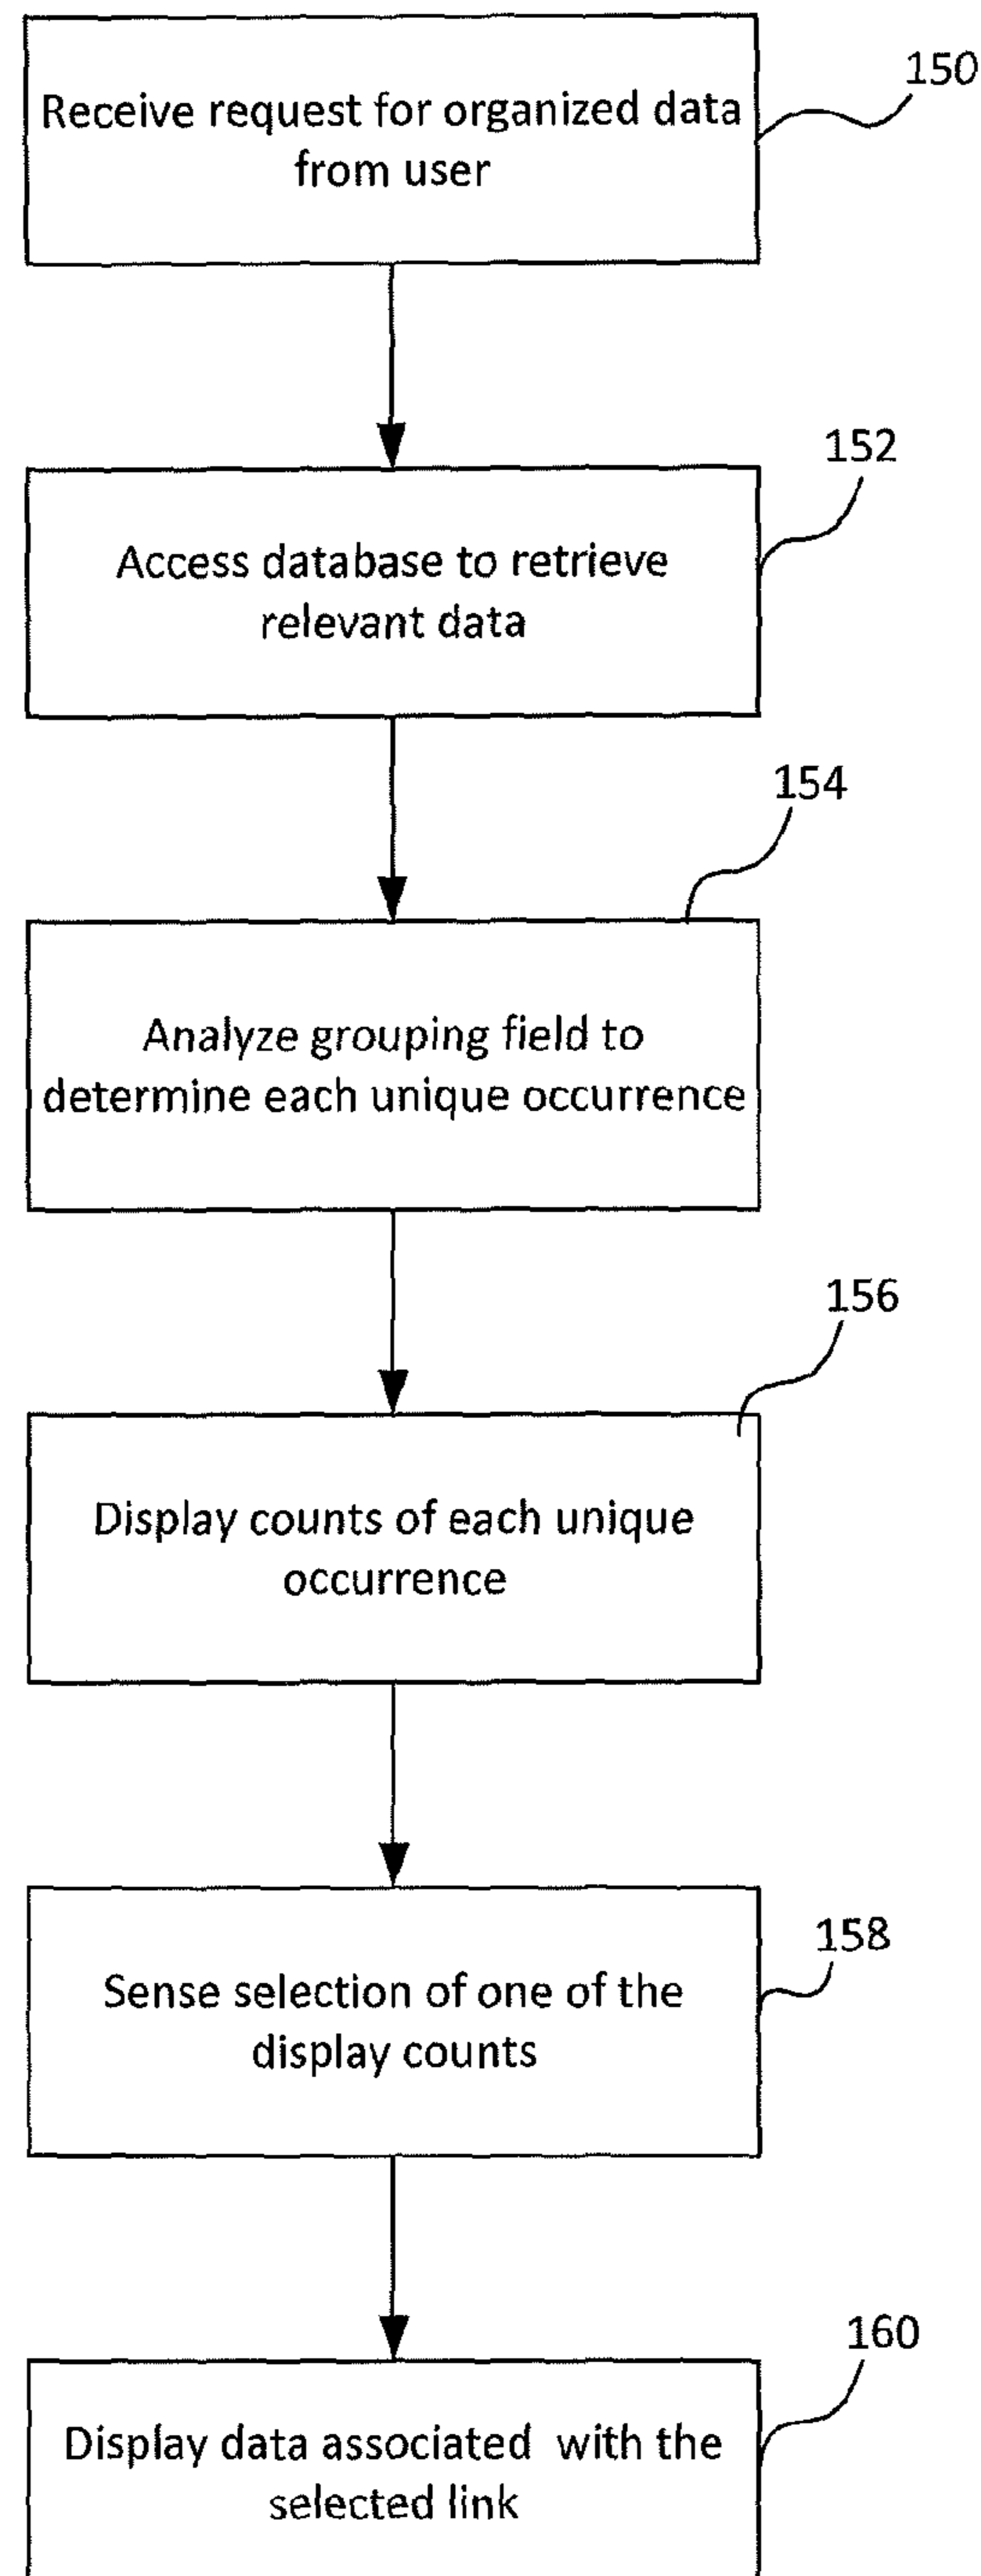 150
Receive request for organized data
from user
152
Access database to retrieve
relevant data
154
Analyze grouping field to
determine each unique occurrence
156
Display counts of each unique
occurrence
158
Sense selection of one of the
display counts
160
Display data associated with the
selected link